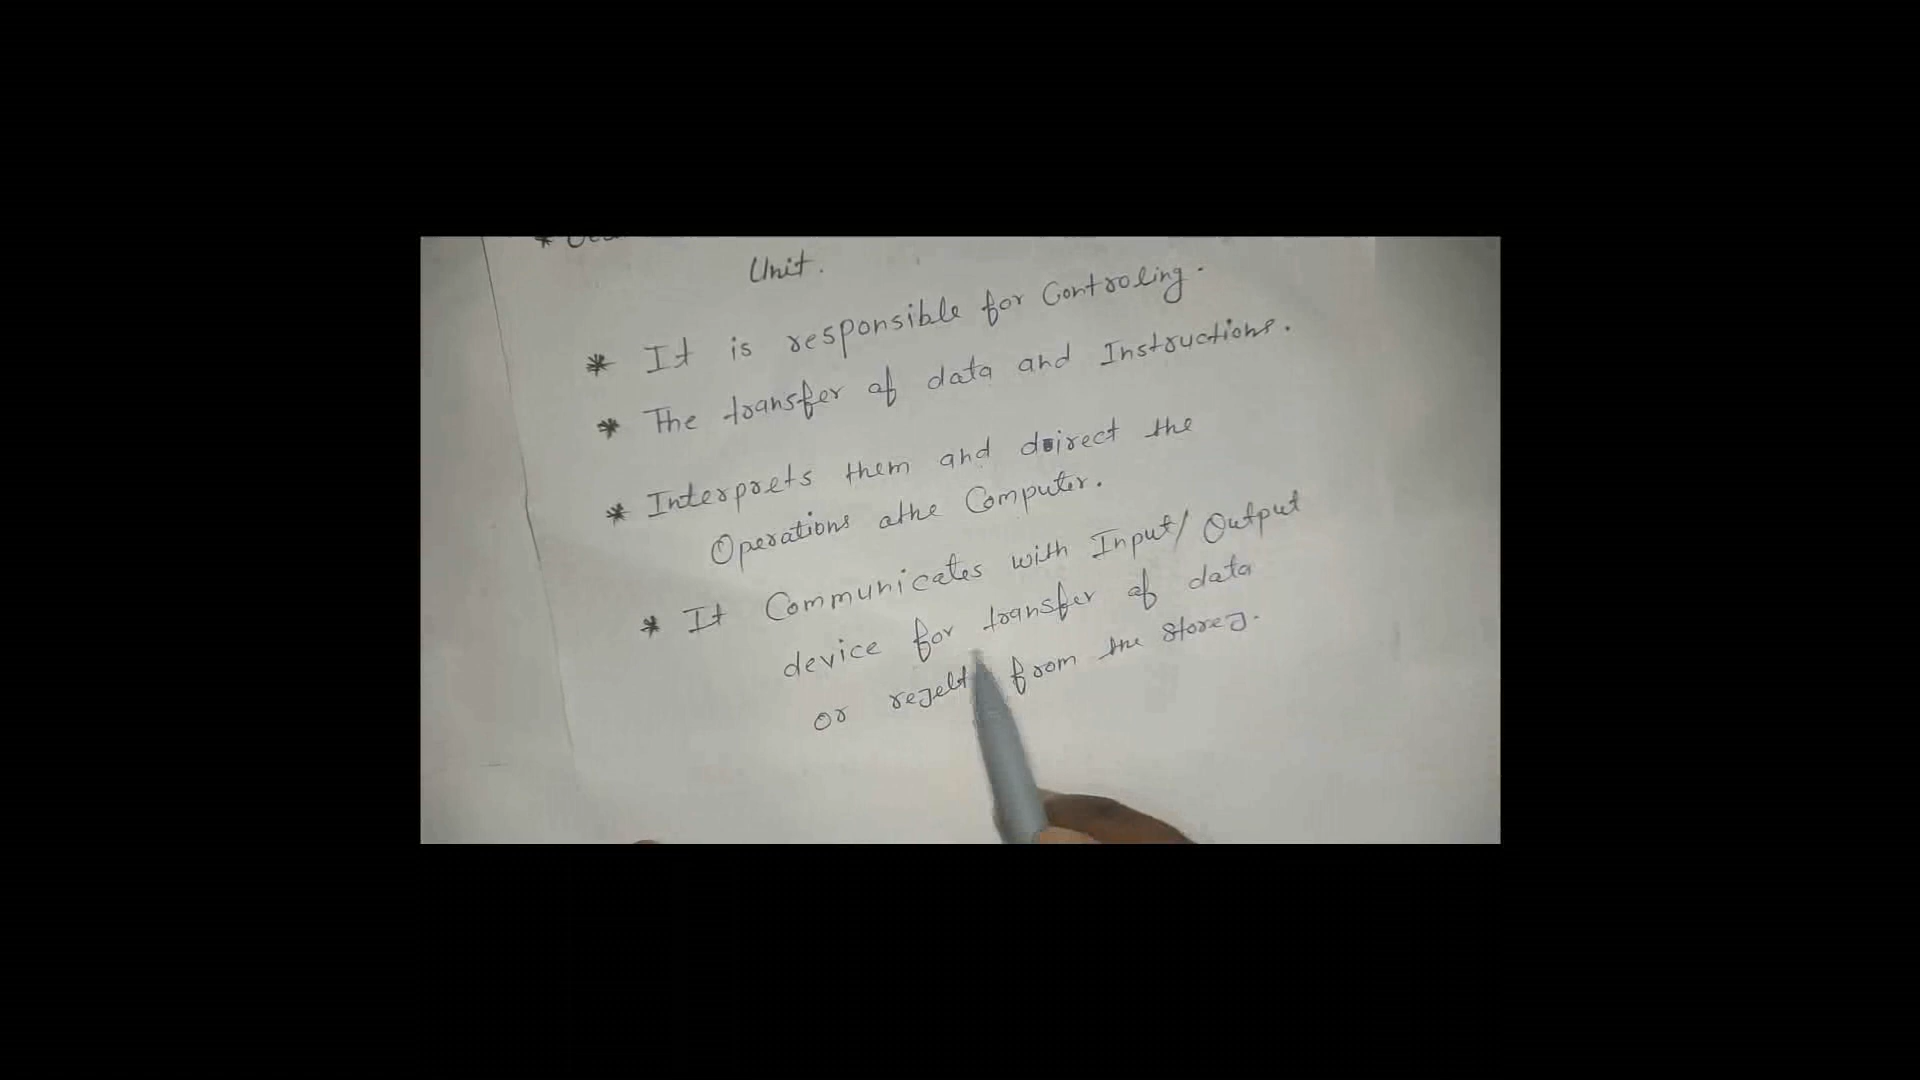 Unit.
* It is responsible for Controling.
* The transfer of data and Instructions.
* Interprets them and direct the
Operations athe Computer.
* It Communicates with Input/Output
device for transfer of data
or from the